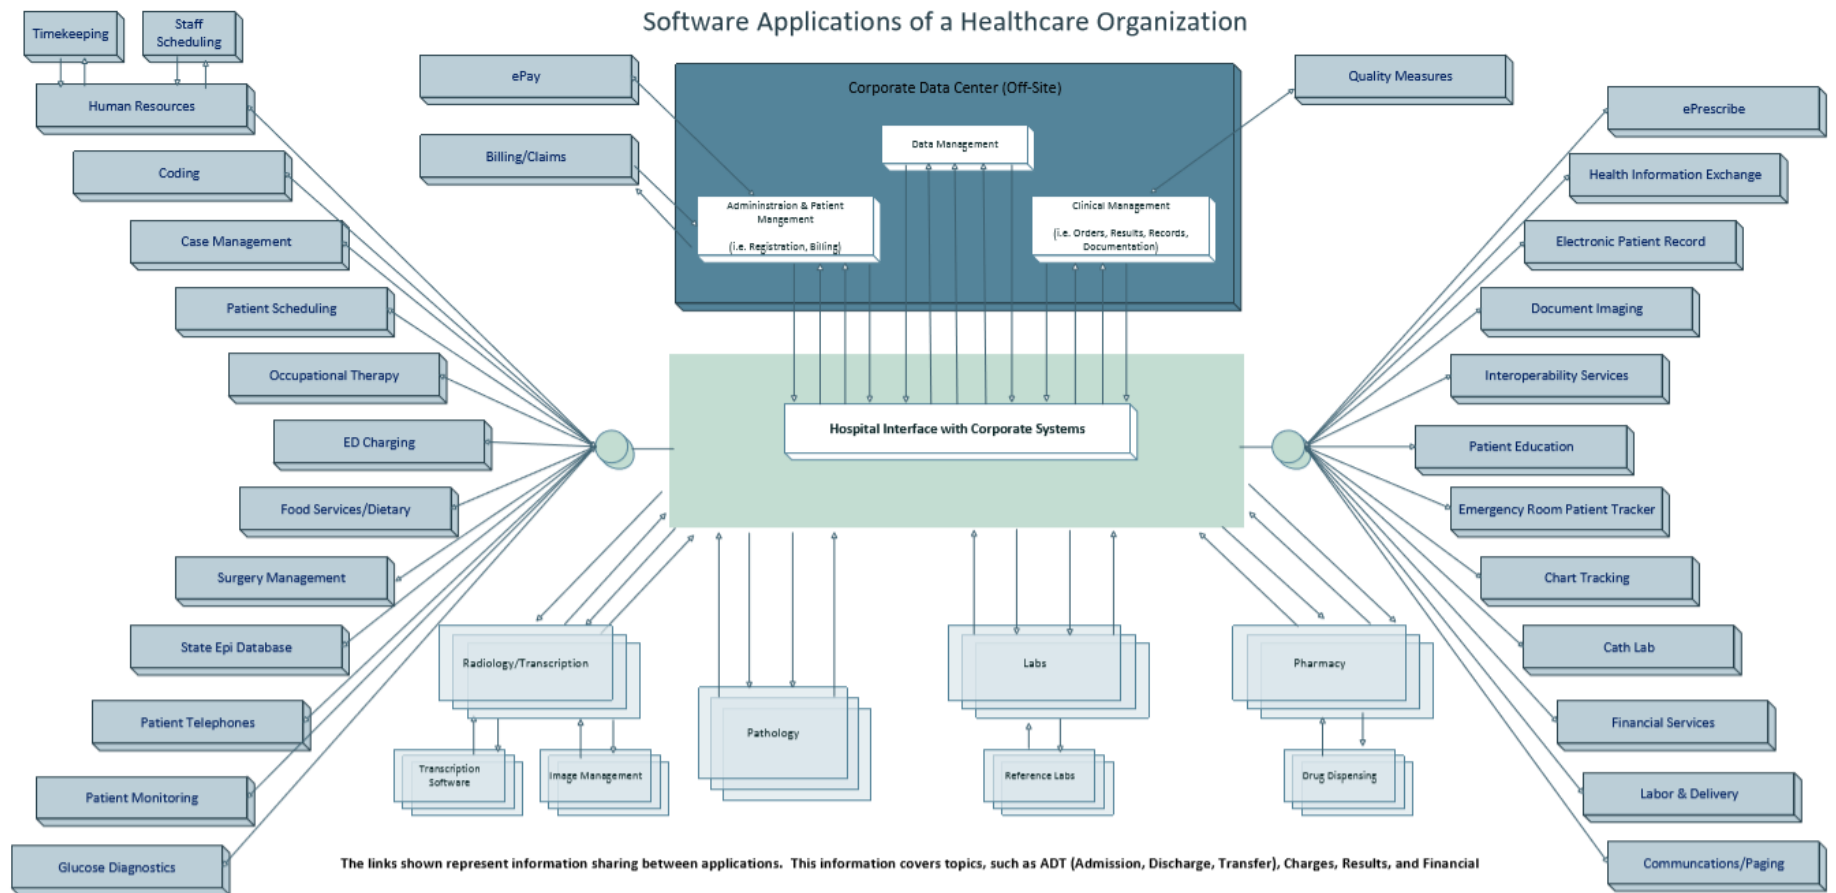 Software Applications of a Healthcare Organization
Timekeeping
Staff
Scheduling
Human Resources
Coding
Case Management
Patient Scheduling
Occupational Therapy
ED Charging
Food Services/Dietary
Surgery Management
State Epi Database
Patient Telephones
Patient Monitoring
Glucose Diagnostics
ePay
Billing/Claims
Corporate Data Center (Off-Site)
Data Management
Adminstraion & Patient
Mangement
(i.e. Registration, Billing)
Clinical Management
(i.e. Orders, Results, Records,
Documentation)
Quality Measures
Hospital Interface with Corporate Systems
ePrescribe
Health Information Exchange
Electronic Patient Record
Document Imaging
Interoperability Services
Patient Education
Emergency Room Patient Tracker
Chart Tracking
Cath Lab
Financial Services
Labor & Delivery
Communcations/Paging
Radiology/Transcription
Transcription
Software
Image Management
Pathology
Labs
Reference Labs
Pharmacy
Drug Dispensing
The links shown represent information sharing between applications.  This information covers topics, such as ADT (Admission, Discharge, Transfer), Charges, Results, and Financial